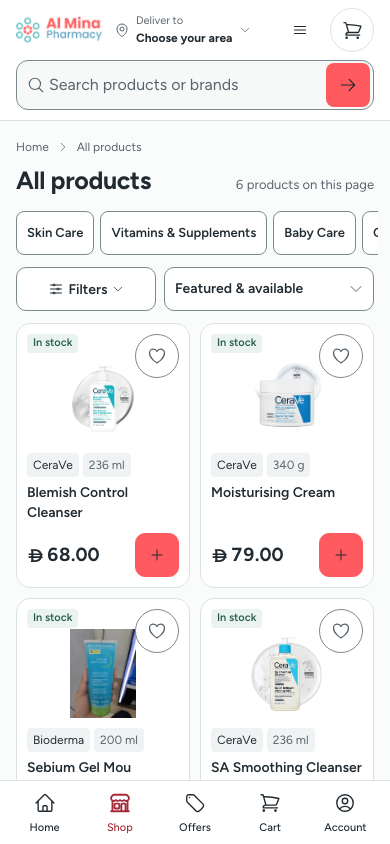 Al Mina
Pharmacy
Deliver to
Choose your area
Search products or brands
Home
All products
All products
6 products on this page
Skin Care
Vitamins & Supplements
Baby Care
Filters
Featured & available
In stock
CeraVe
CeraVe
236 ml
Blemish Control
Cleanser
68.00
In stock
CeraVe
CeraVe
340 g
Moisturising Cream
79.00
In stock
Bioderma
200 ml
Sebium Gel Mou
In stock
CeraVe
236 ml
SA Smoothing Cleanser
Home
Shop
Offers
Cart
Account